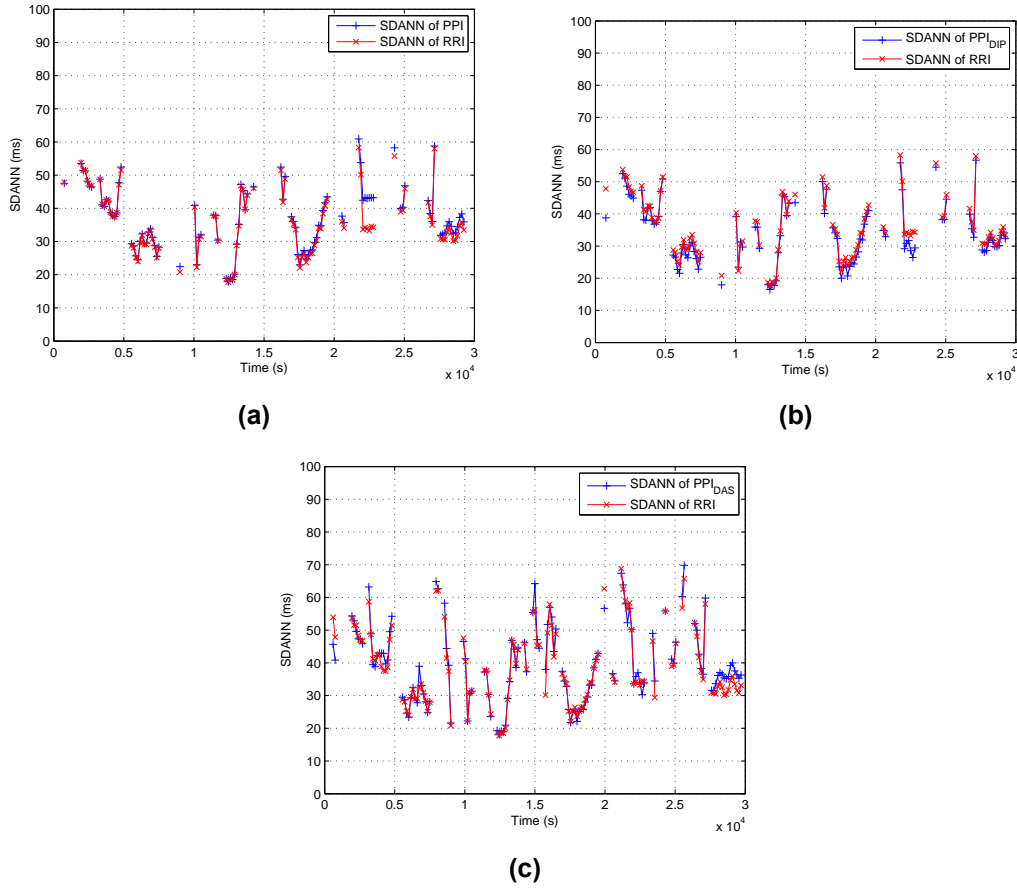 100
90
80
70
60
50
40
30
20
10
0
SDANN (ms)
SDANN of PPI
SDANN of RRI
0 0.5 1 1.5 2 2.5 3
Time (s)
x 10^4
(a)
100
90
80
70
60
50
40
30
20
10
0
SDANN (ms)
SDANN of PPI_DIP
SDANN of RRI
0 0.5 1 1.5 2 2.5 3
Time (s)
x 10^4
(b)
100
90
80
70
60
50
40
30
20
10
0
SDANN (ms)
SDANN of PPI_DAS
SDANN of RRI
0 0.5 1 1.5 2 2.5 3
Time (s)
x 10^4
(c)